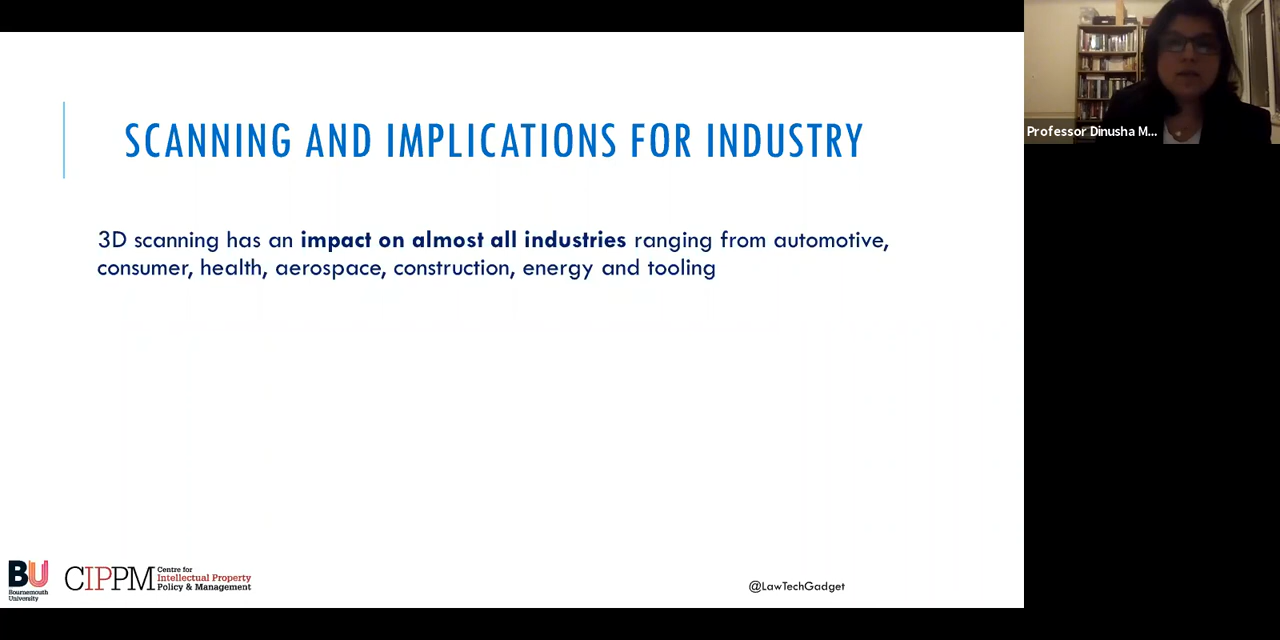 SCANNING AND IMPLICATIONS FOR INDUSTRY
Professor Dinusha M...
3D scanning has an impact on almost all industries ranging from automotive,
consumer, health, aerospace, construction, energy and tooling
BU
Bournemouth
University
CIPPM
Centre for
Intellectual Property
Policy & Management
@LawTechGadget